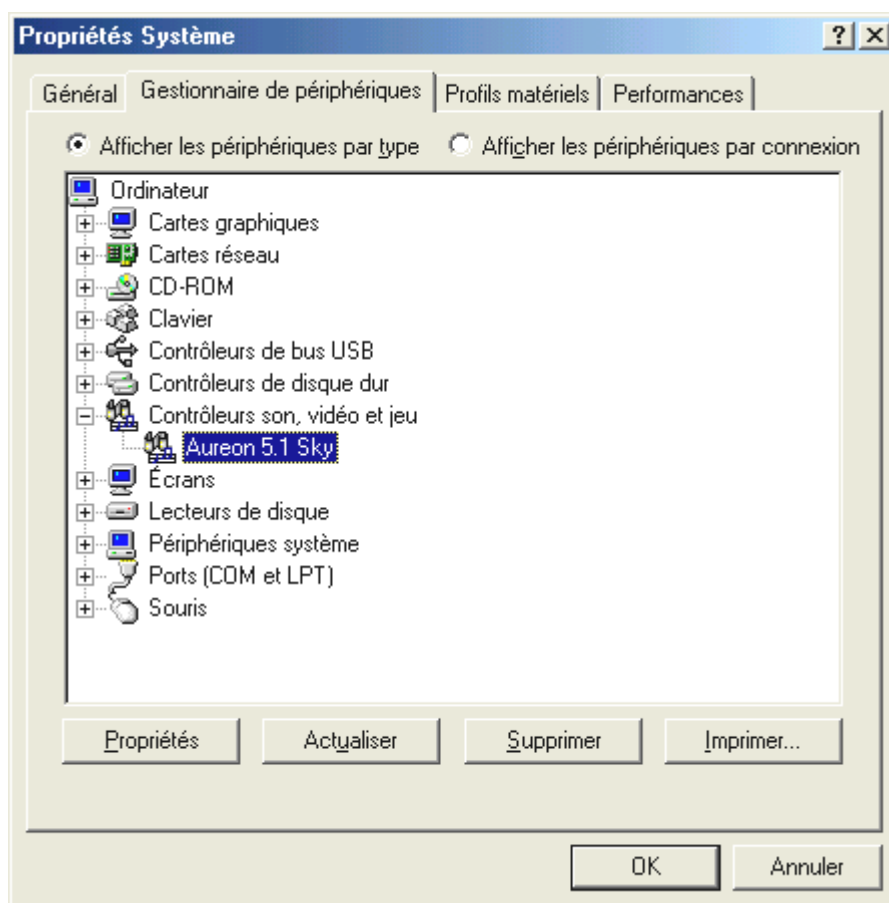 Propriétés Système
Général Gestionnaire de périphériques Profils matériels Performances
Afficher les périphériques par type Afficher les périphériques par connexion
Ordinateur
Cartes graphiques
Cartes réseau
CD-ROM
Clavier
Contrôleurs de bus USB
Contrôleurs de disque dur
Contrôleurs son, vidéo et jeu
Aureon 5.1 Sky
Écrans
Lecteurs de disque
Périphériques système
Ports (COM et LPT)
Souris
Propriétés Actualiser Supprimer Imprimer...
OK Annuler